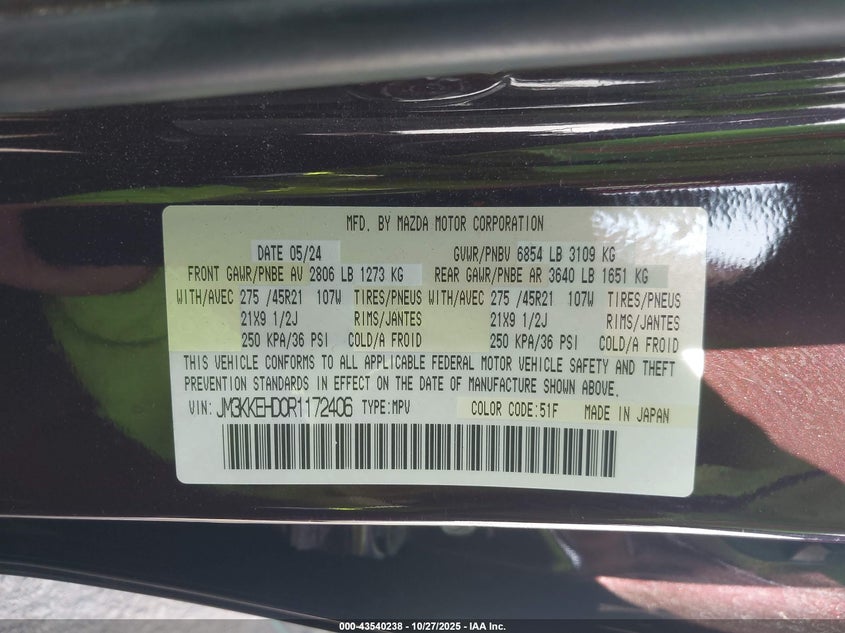 MFD. BY MAZDA MOTOR CORPORATION
DATE 05/24 GVWR/PNBV 6854 LB 3109 KG
FRONT GAWR/PNBE AV 2806 LB 1273 KG REAR GAWR/PNBE AR 3640 LB 1651 KG
WITH/AVEC 275 /45R21 107W TIRES/PNEUS WITH/AVEC 275 /45R21 107W TIRES/PNEUS
21X9 1/2J RIMS/JANTES 21X9 1/2J RIMS/JANTES
250 KPA/36 PSI COLD/A FROID 250 KPA/36 PSI COLD/A FROID
THIS VEHICLE CONFORMS TO ALL APPLICABLE FEDERAL MOTOR VEHICLE SAFETY AND THEFT
PREVENTION STANDARDS IN EFFECT ON THE DATE OF MANUFACTURE SHOWN ABOVE.
VIN: JM3KKEHD0R1172406 TYPE:MPV COLOR CODE:51F MADE IN JAPAN
000-43540238 - 10/27/2025 - IAA Inc.